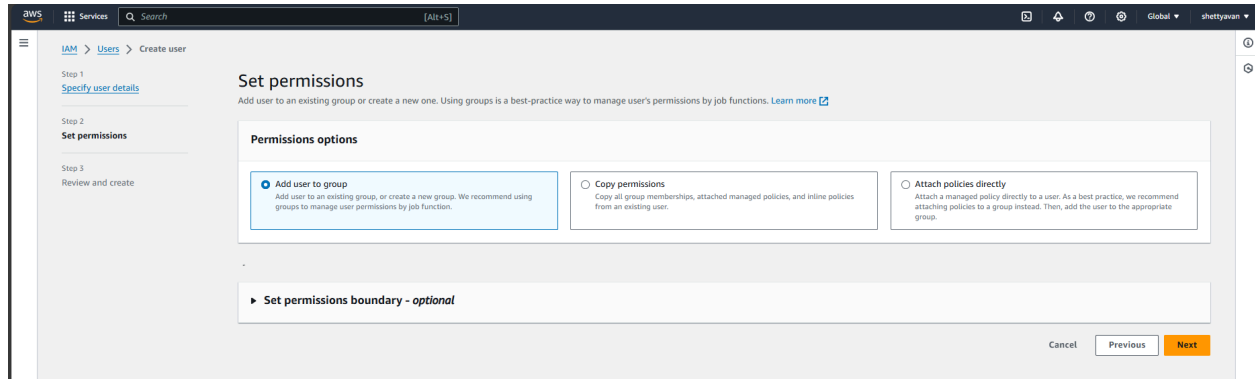 aws Services Search [Alt+S] Global shettyavan
IAM > Users > Create user
Step 1
Specify user details
Step 2
Set permissions
Step 3
Review and create
Set permissions
Add user to an existing group or create a new one. Using groups is a best-practice way to manage user's permissions by job functions. Learn more
Permissions options
Add user to group
Add user to an existing group, or create a new group. We recommend using
groups to manage user permissions by job function.
Copy permissions
Copy all group memberships, attached managed policies, and inline policies
from an existing user.
Attach policies directly
Attach a managed policy directly to a user. As a best practice, we recommend
attaching policies to a group instead. Then, add the user to the appropriate
group.
-
Set permissions boundary - optional
Cancel Previous Next